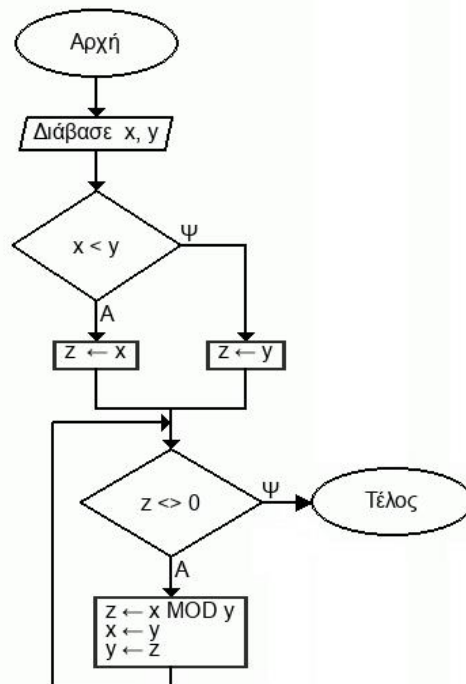 Αρχή
Διάβασε x, y
x < y
Ψ
Α
z ← x
z ← y
z <> 0
Ψ
Τέλος
Α
z ← x MOD y
x ← y
y ← z